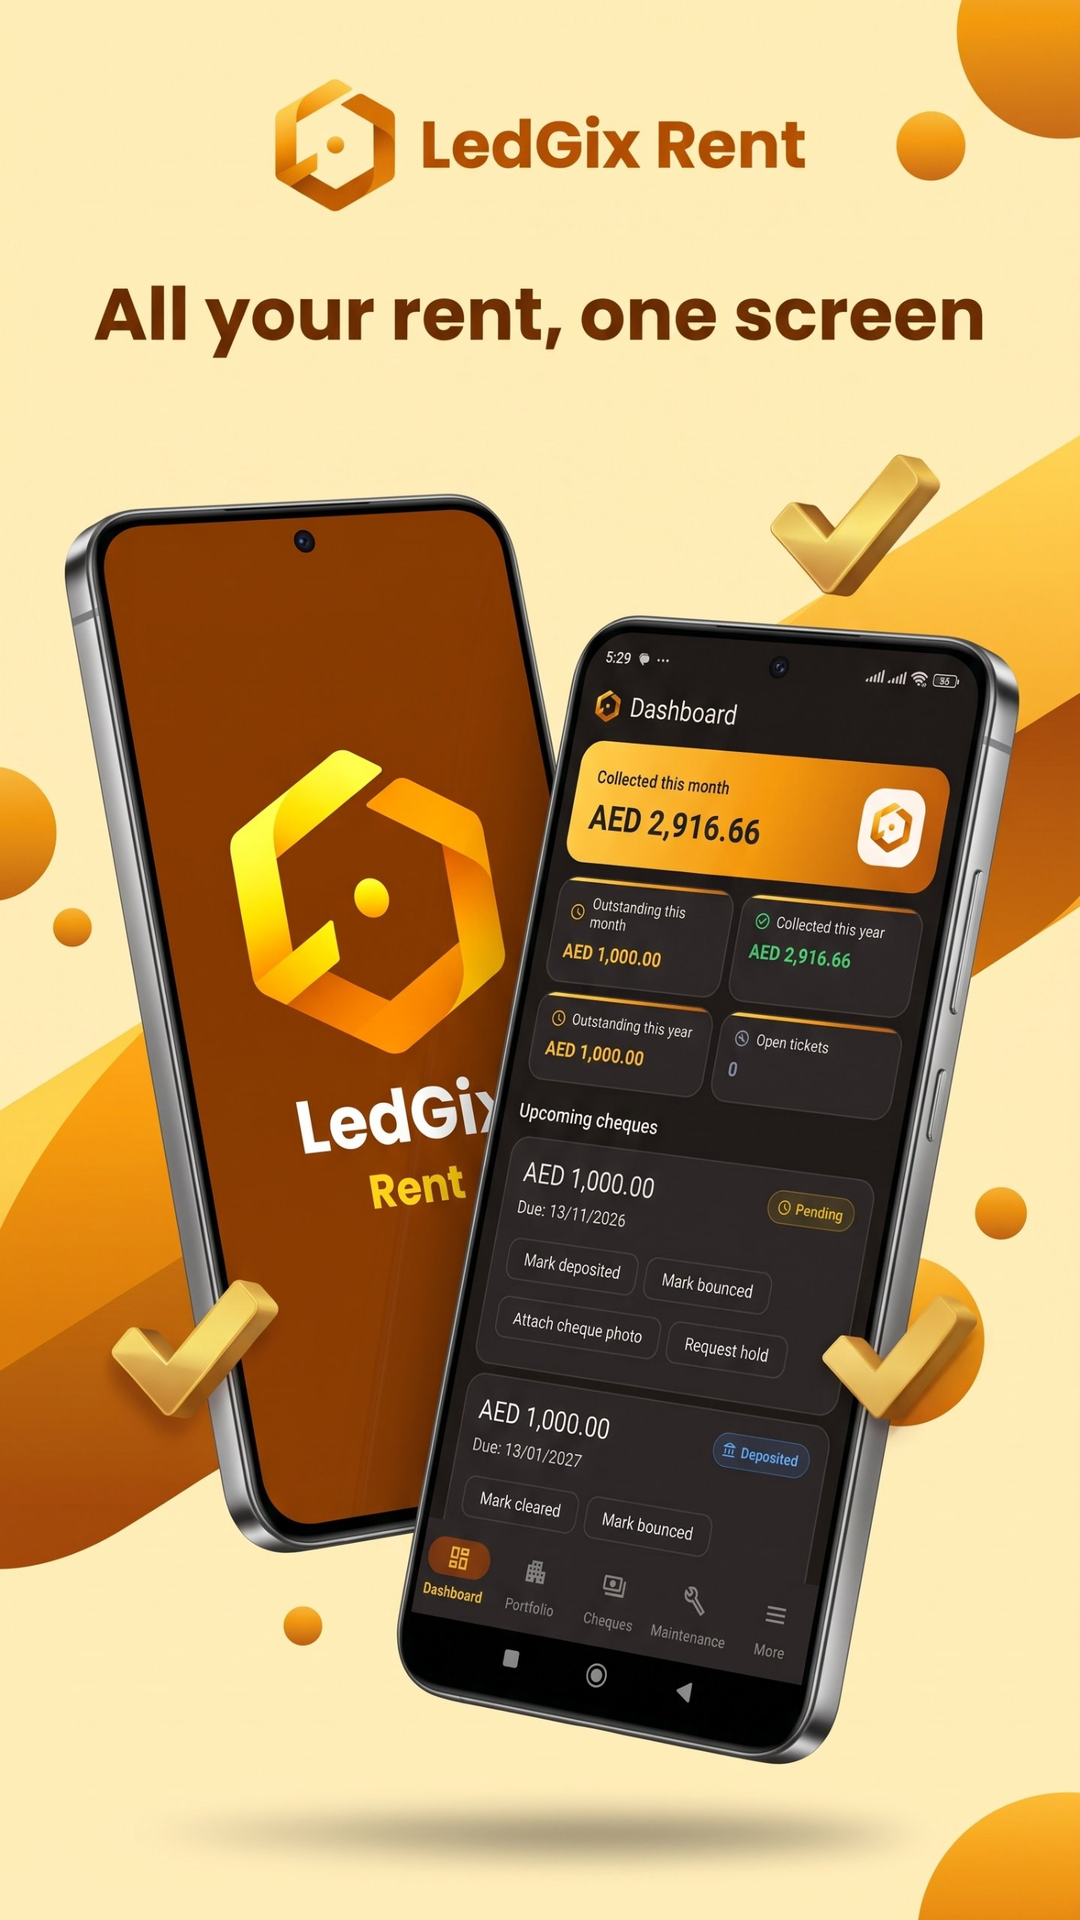 LedGix Rent
All your rent, one screen
LedGix
Rent
5:29
36
Dashboard
Collected this month
AED 2,916.66
Outstanding this
month
AED 1,000.00
Collected this year
AED 2,916.66
Outstanding this year
AED 1,000.00
Open tickets
0
Upcoming cheques
AED 1,000.00
Due: 13/11/2026
Pending
Mark deposited
Mark bounced
Attach cheque photo
Request hold
AED 1,000.00
Due: 13/01/2027
Deposited
Mark cleared
Mark bounced
Dashboard
Portfolio
Cheques
Maintenance
More